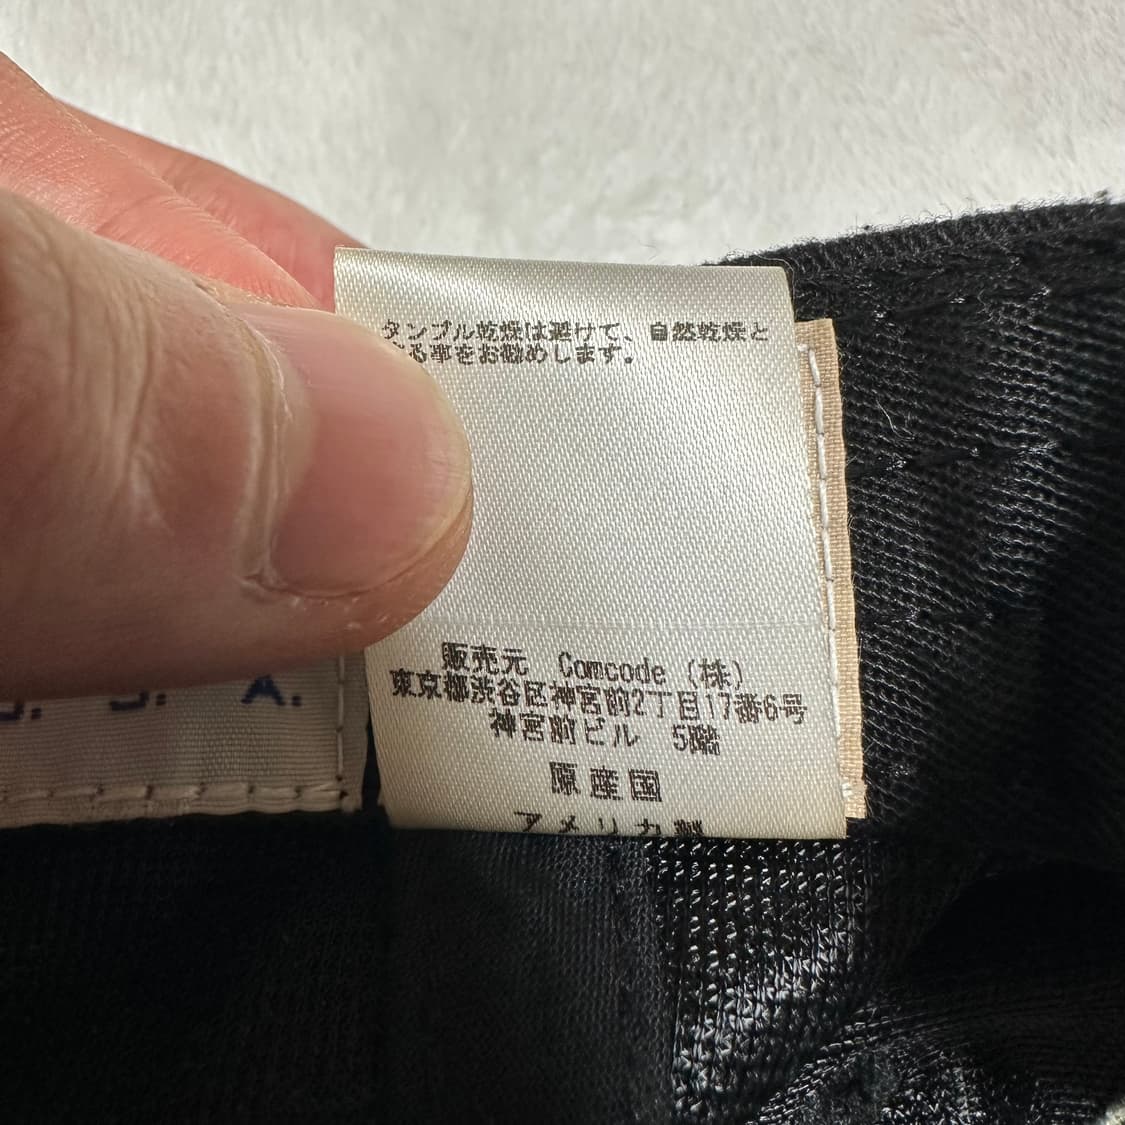 タンブル乾燥は避けて、自然乾燥と
る事をお勧めします。
販売元　Comcode (株)
東京都渋谷区神宮前2丁目17番6号
神宮前ビル　5階
原産国
アメリカ製
S. A.